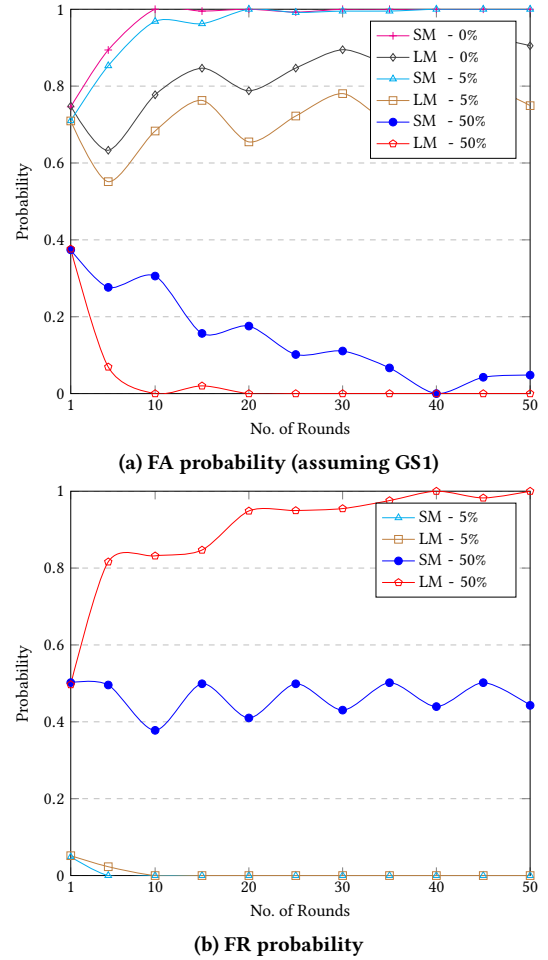 1
0.8
0.6
0.4
0.2
0
Probability
SM - 0%
LM - 0%
SM - 5%
LM - 5%
SM - 50%
LM - 50%
1 10 20 30 40 50
No. of Rounds
(a) FA probability (assuming GS1)
1
0.8
0.6
0.4
0.2
0
Probability
SM - 5%
LM - 5%
SM - 50%
LM - 50%
1 10 20 30 40 50
No. of Rounds
(b) FR probability